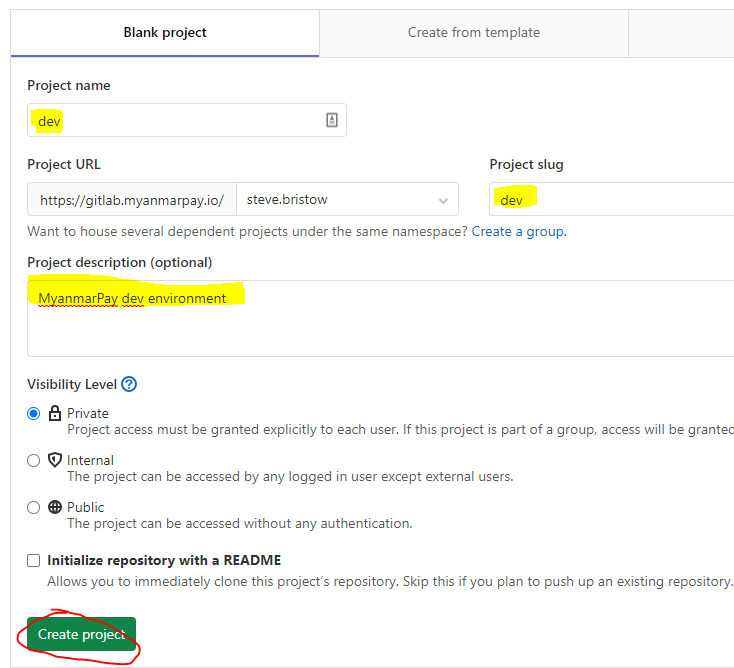 Blank project
Create from template
Project name
dev
Project URL
Project slug
https://gitlab.myanmarpay.io/
steve.bristow
dev
Want to house several dependent projects under the same namespace? Create a group.
Project description (optional)
MyanmarPay dev environment
Visibility Level ?
Private
Project access must be granted explicitly to each user. If this project is part of a group, access will be granted
Internal
The project can be accessed by any logged in user except external users.
Public
The project can be accessed without any authentication.
Initialize repository with a README
Allows you to immediately clone this project’s repository. Skip this if you plan to push up an existing repository.
Create project